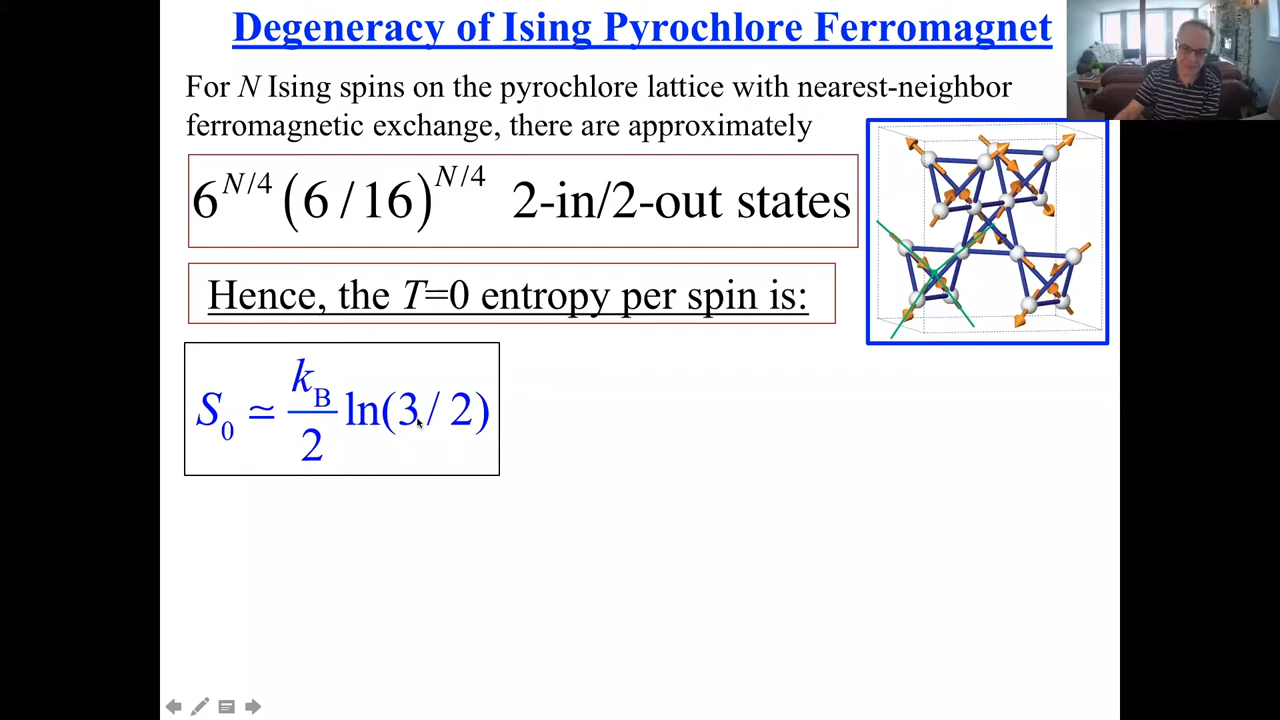 Degeneracy of Ising Pyrochlore Ferromagnet
For N Ising spins on the pyrochlore lattice with nearest-neighbor
ferromagnetic exchange, there are approximately
6^{N/4} (6/16)^{N/4} 2-in/2-out states
Hence, the T=0 entropy per spin is:
S_0 ≃ \frac{k_B}{2} ln(3/2)